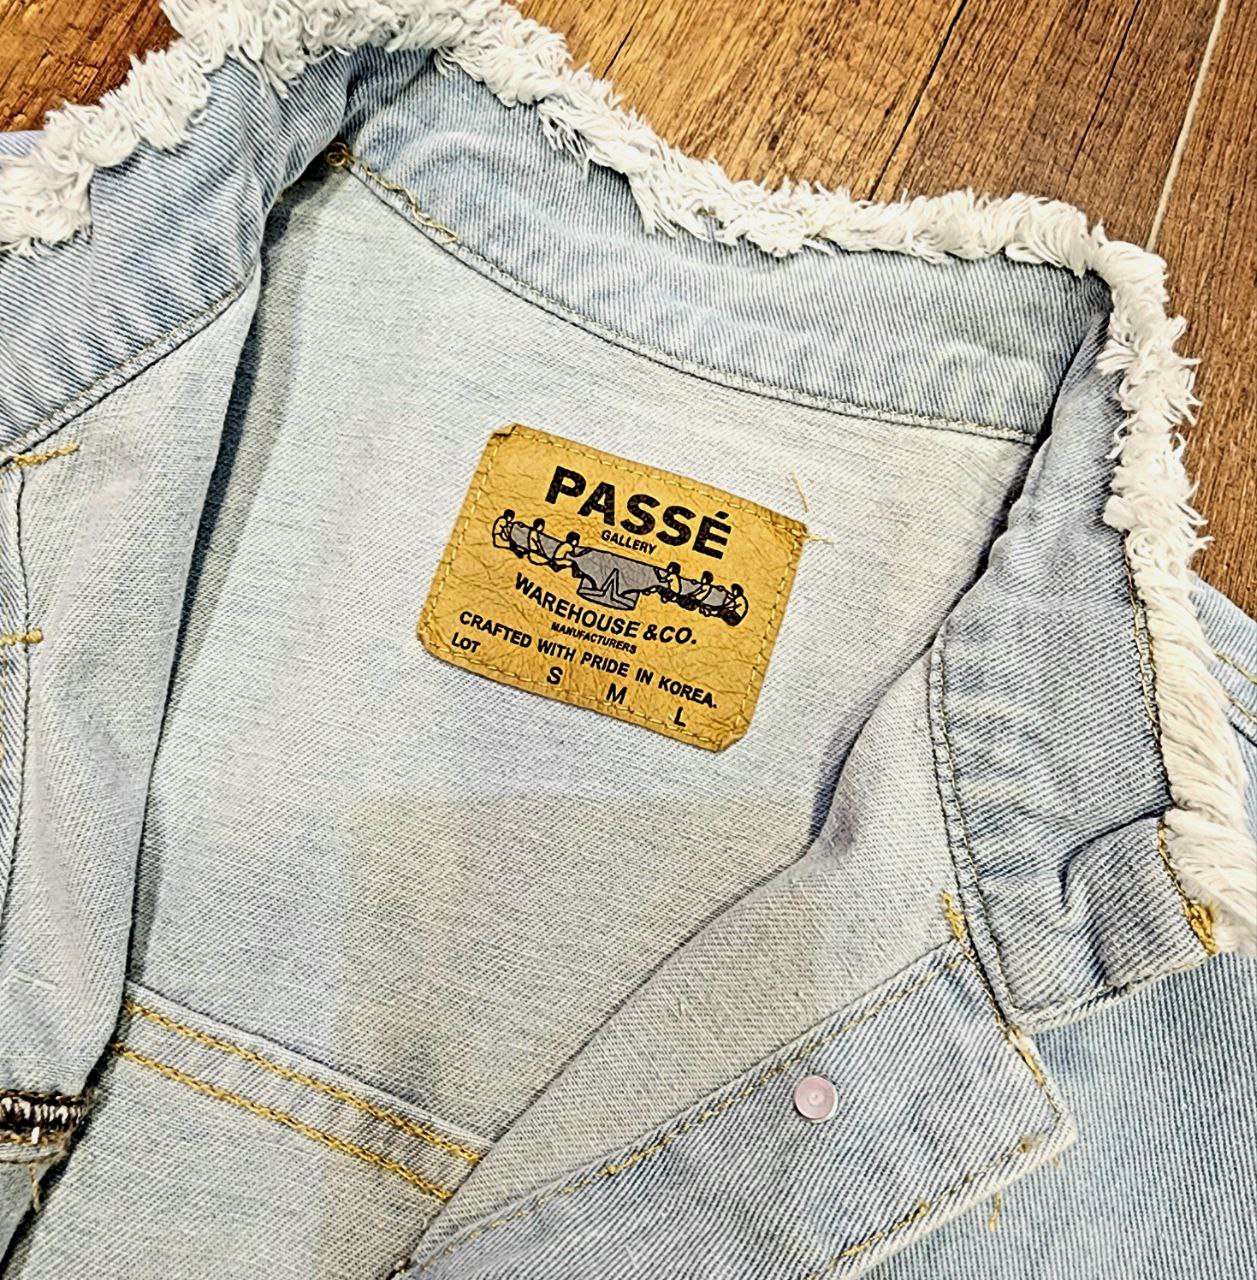 PASSÉ
GALLERY
WAREHOUSE &CO.
MANUFACTURERS
CRAFTED WITH PRIDE IN KOREA.
LOT S M L